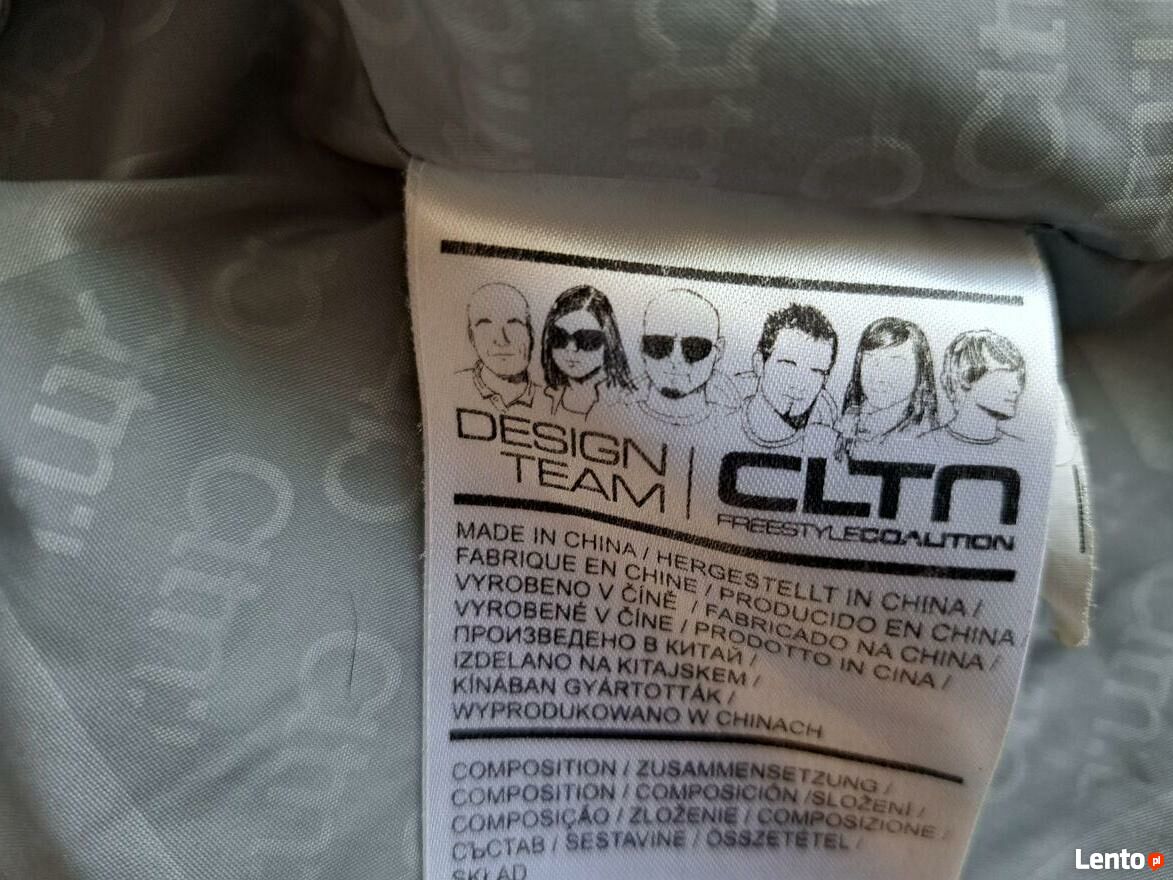 DESIGN
TEAM
CLTN
FREESTYLECOALITION
MADE IN CHINA / HERGESTELLT IN CHINA /
FABRIQUE EN CHINE / PRODUCIDO EN CHINA
VYROBENO V ČÍNĚ / FABRICADO NA CHINA /
VYROBENÉ V ČÍNE / PRODOTTO IN CINA /
ПРОИЗВЕДЕНО В КИТАЙ /
IZDELANO NA KITAJSKEM /
KÍNÁBAN GYÁRTOTTÁK /
WYPRODUKOWANO W CHINACH
COMPOSITION / ZUSAMMENSETZUNG /
COMPOSITION / COMPOSICIÓN /SLOŽENÍ /
COMPOSIÇÃO / ZLOŽENIE / COMPOSIZIONE /
СЪСТАВ / SESTAVINE / ÖSSZETÉTEL /
SKŁAD
Lento pl